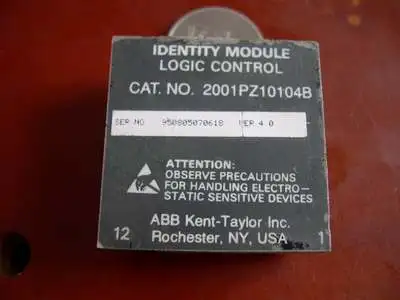 IDENTITY MODULE
LOGIC CONTROL
CAT. NO. 2001PZ10104B
SER NO 950805070618 VER 4.0
ATTENTION:
OBSERVE PRECAUTIONS
FOR HANDLING ELECTRO-
STATIC SENSITIVE DEVICES
ABB Kent-Taylor Inc.
12 Rochester, NY, USA 1